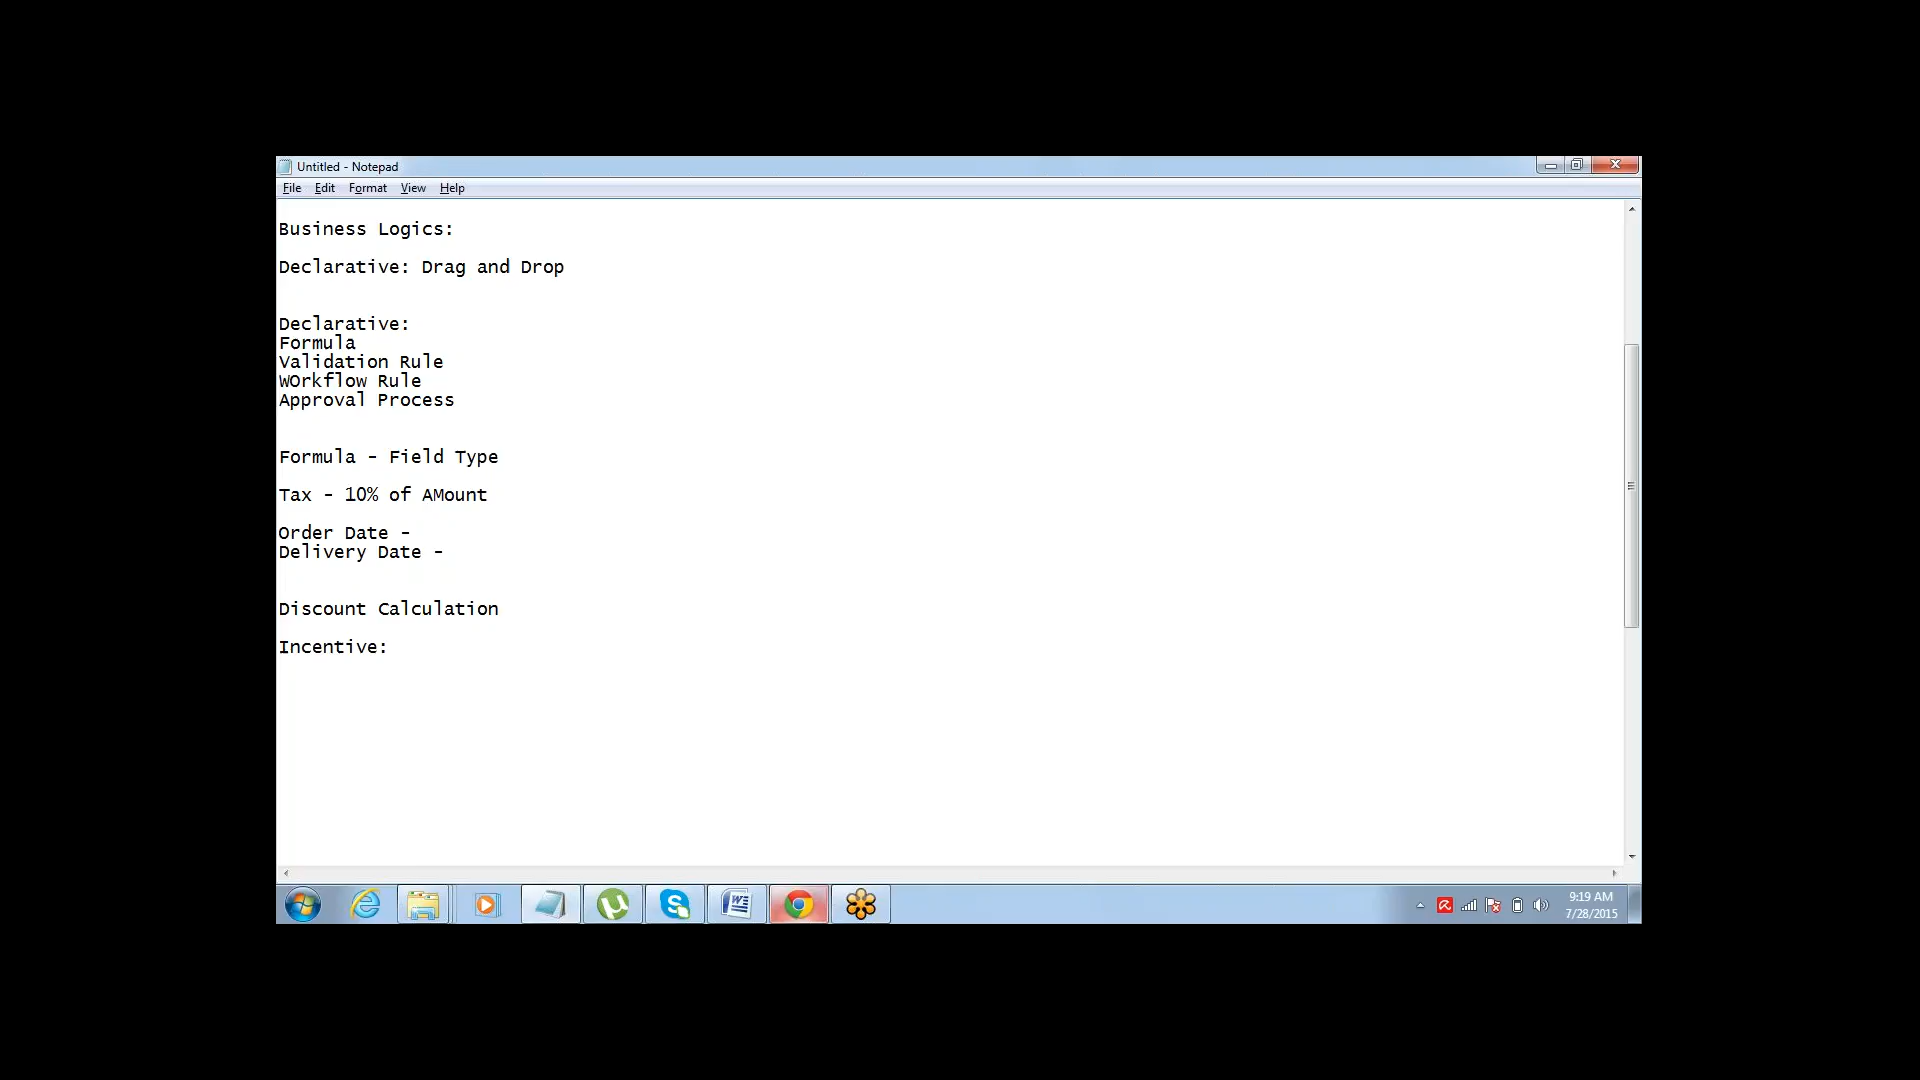 Untitled - Notepad
File Edit Format View Help
Business Logics:
Declarative: Drag and Drop
Declarative:
Formula
Validation Rule
WOrkflow Rule
Approval Process
Formula - Field Type
Tax - 10% of AMount
Order Date -
Delivery Date -
Discount Calculation
Incentive:
9:19 AM
7/28/2015